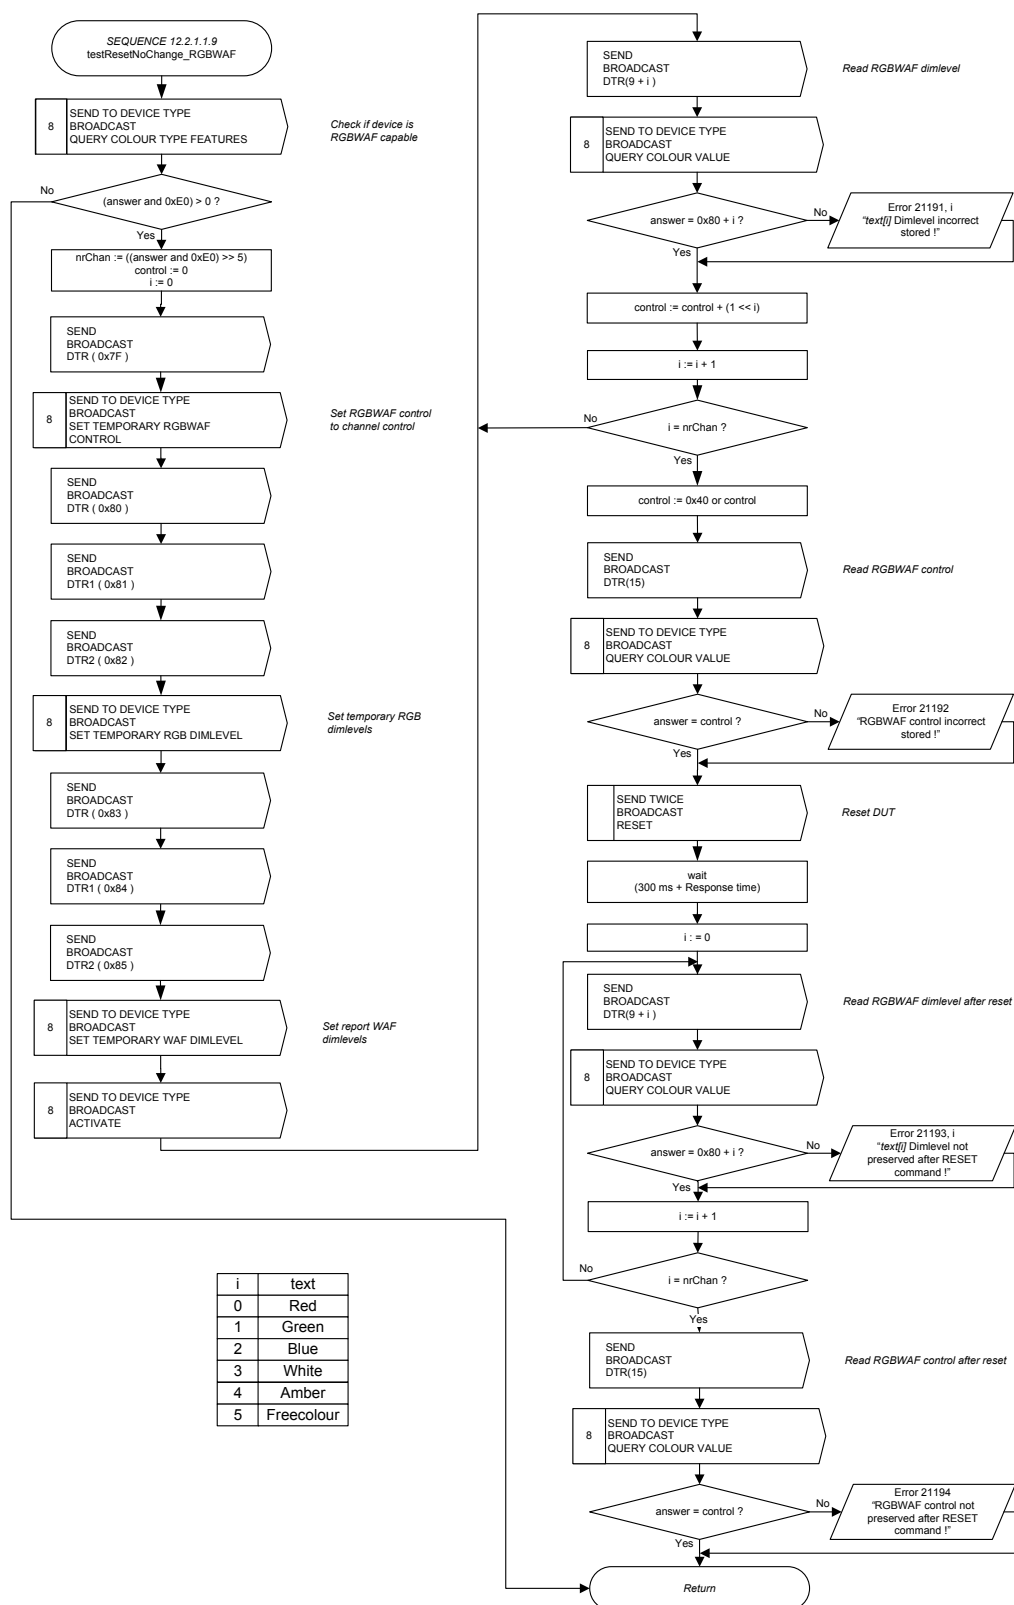 SEQUENCE 12.2.1.1.9
testResetNoChange_RGBWAF
8
SEND TO DEVICE TYPE
BROADCAST
QUERY COLOUR TYPE FEATURES
Check if device is
RGBWAF capable
No
(answer and 0xE0) > 0 ?
Yes
nrChan := ((answer and 0xE0) >> 5)
control := 0
i := 0
SEND
BROADCAST
DTR ( 0x7F )
8
SEND TO DEVICE TYPE
BROADCAST
SET TEMPORARY RGBWAF
CONTROL
Set RGBWAF control
to channel control
SEND
BROADCAST
DTR ( 0x80 )
SEND
BROADCAST
DTR1 ( 0x81 )
SEND
BROADCAST
DTR2 ( 0x82 )
8
SEND TO DEVICE TYPE
BROADCAST
SET TEMPORARY RGB DIMLEVEL
Set temporary RGB
dimlevels
SEND
BROADCAST
DTR ( 0x83 )
SEND
BROADCAST
DTR1 ( 0x84 )
SEND
BROADCAST
DTR2 ( 0x85 )
8
SEND TO DEVICE TYPE
BROADCAST
SET TEMPORARY WAF DIMLEVEL
Set report WAF
dimlevels
8
SEND TO DEVICE TYPE
BROADCAST
ACTIVATE
i text
0 Red
1 Green
2 Blue
3 White
4 Amber
5 Freecolour
SEND
BROADCAST
DTR(9 + i )
Read RGBWAF dimlevel
8
SEND TO DEVICE TYPE
BROADCAST
QUERY COLOUR VALUE
answer = 0x80 + i ?
No
Error 21191, i
“text[i] Dimlevel incorrect
stored !”
Yes
control := control + (1 << i)
i := i + 1
No
i = nrChan ?
Yes
control := 0x40 or control
SEND
BROADCAST
DTR(15)
Read RGBWAF control
8
SEND TO DEVICE TYPE
BROADCAST
QUERY COLOUR VALUE
answer = control ?
No
Error 21192
“RGBWAF control incorrect
stored !”
Yes
SEND TWICE
BROADCAST
RESET
Reset DUT
wait
(300 ms + Response time)
i : = 0
SEND
BROADCAST
DTR(9 + i )
Read RGBWAF dimlevel after reset
8
SEND TO DEVICE TYPE
BROADCAST
QUERY COLOUR VALUE
answer = 0x80 + i ?
No
Error 21193, i
“text[i] Dimlevel not
preserved after RESET
command !”
Yes
i := i + 1
No
i = nrChan ?
Yes
SEND
BROADCAST
DTR(15)
Read RGBWAF control after reset
8
SEND TO DEVICE TYPE
BROADCAST
QUERY COLOUR VALUE
answer = control ?
No
Error 21194
“RGBWAF control not
preserved after RESET
command !”
Yes
Return